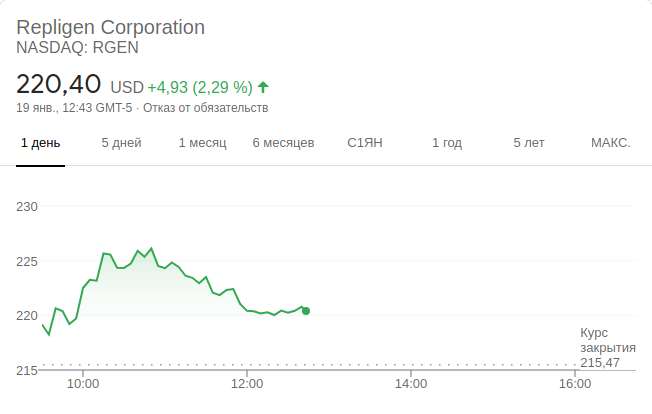 Repligen Corporation
NASDAQ: RGEN
220,40 USD +4,93 (2,29 %)
19 янв., 12:43 GMT-5 · Отказ от обязательств
1 день 5 дней 1 месяц 6 месяцев С1ЯН 1 год 5 лет МАКС.
230
225
220
Курс
закрытия
215,47
215
10:00 12:00 14:00 16:00